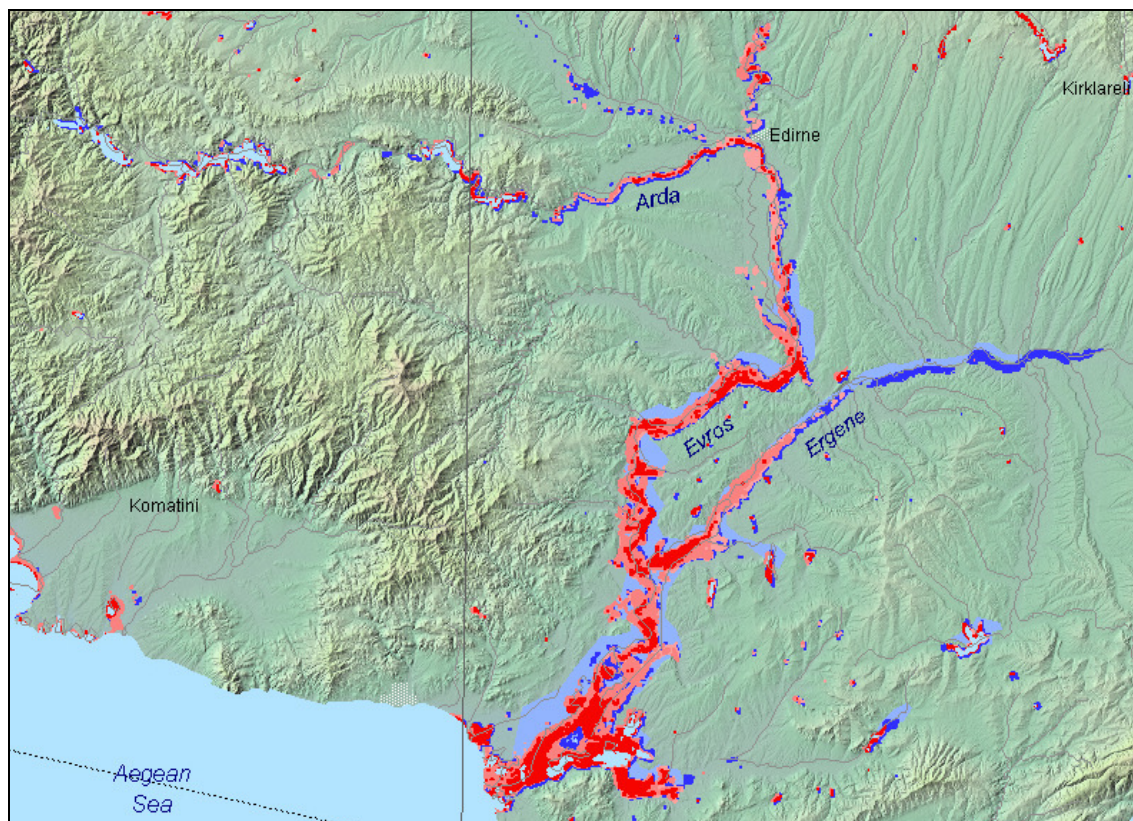 Kirklareli
Edirne
Arda
Evros
Ergene
Komatini
Aegean
Sea